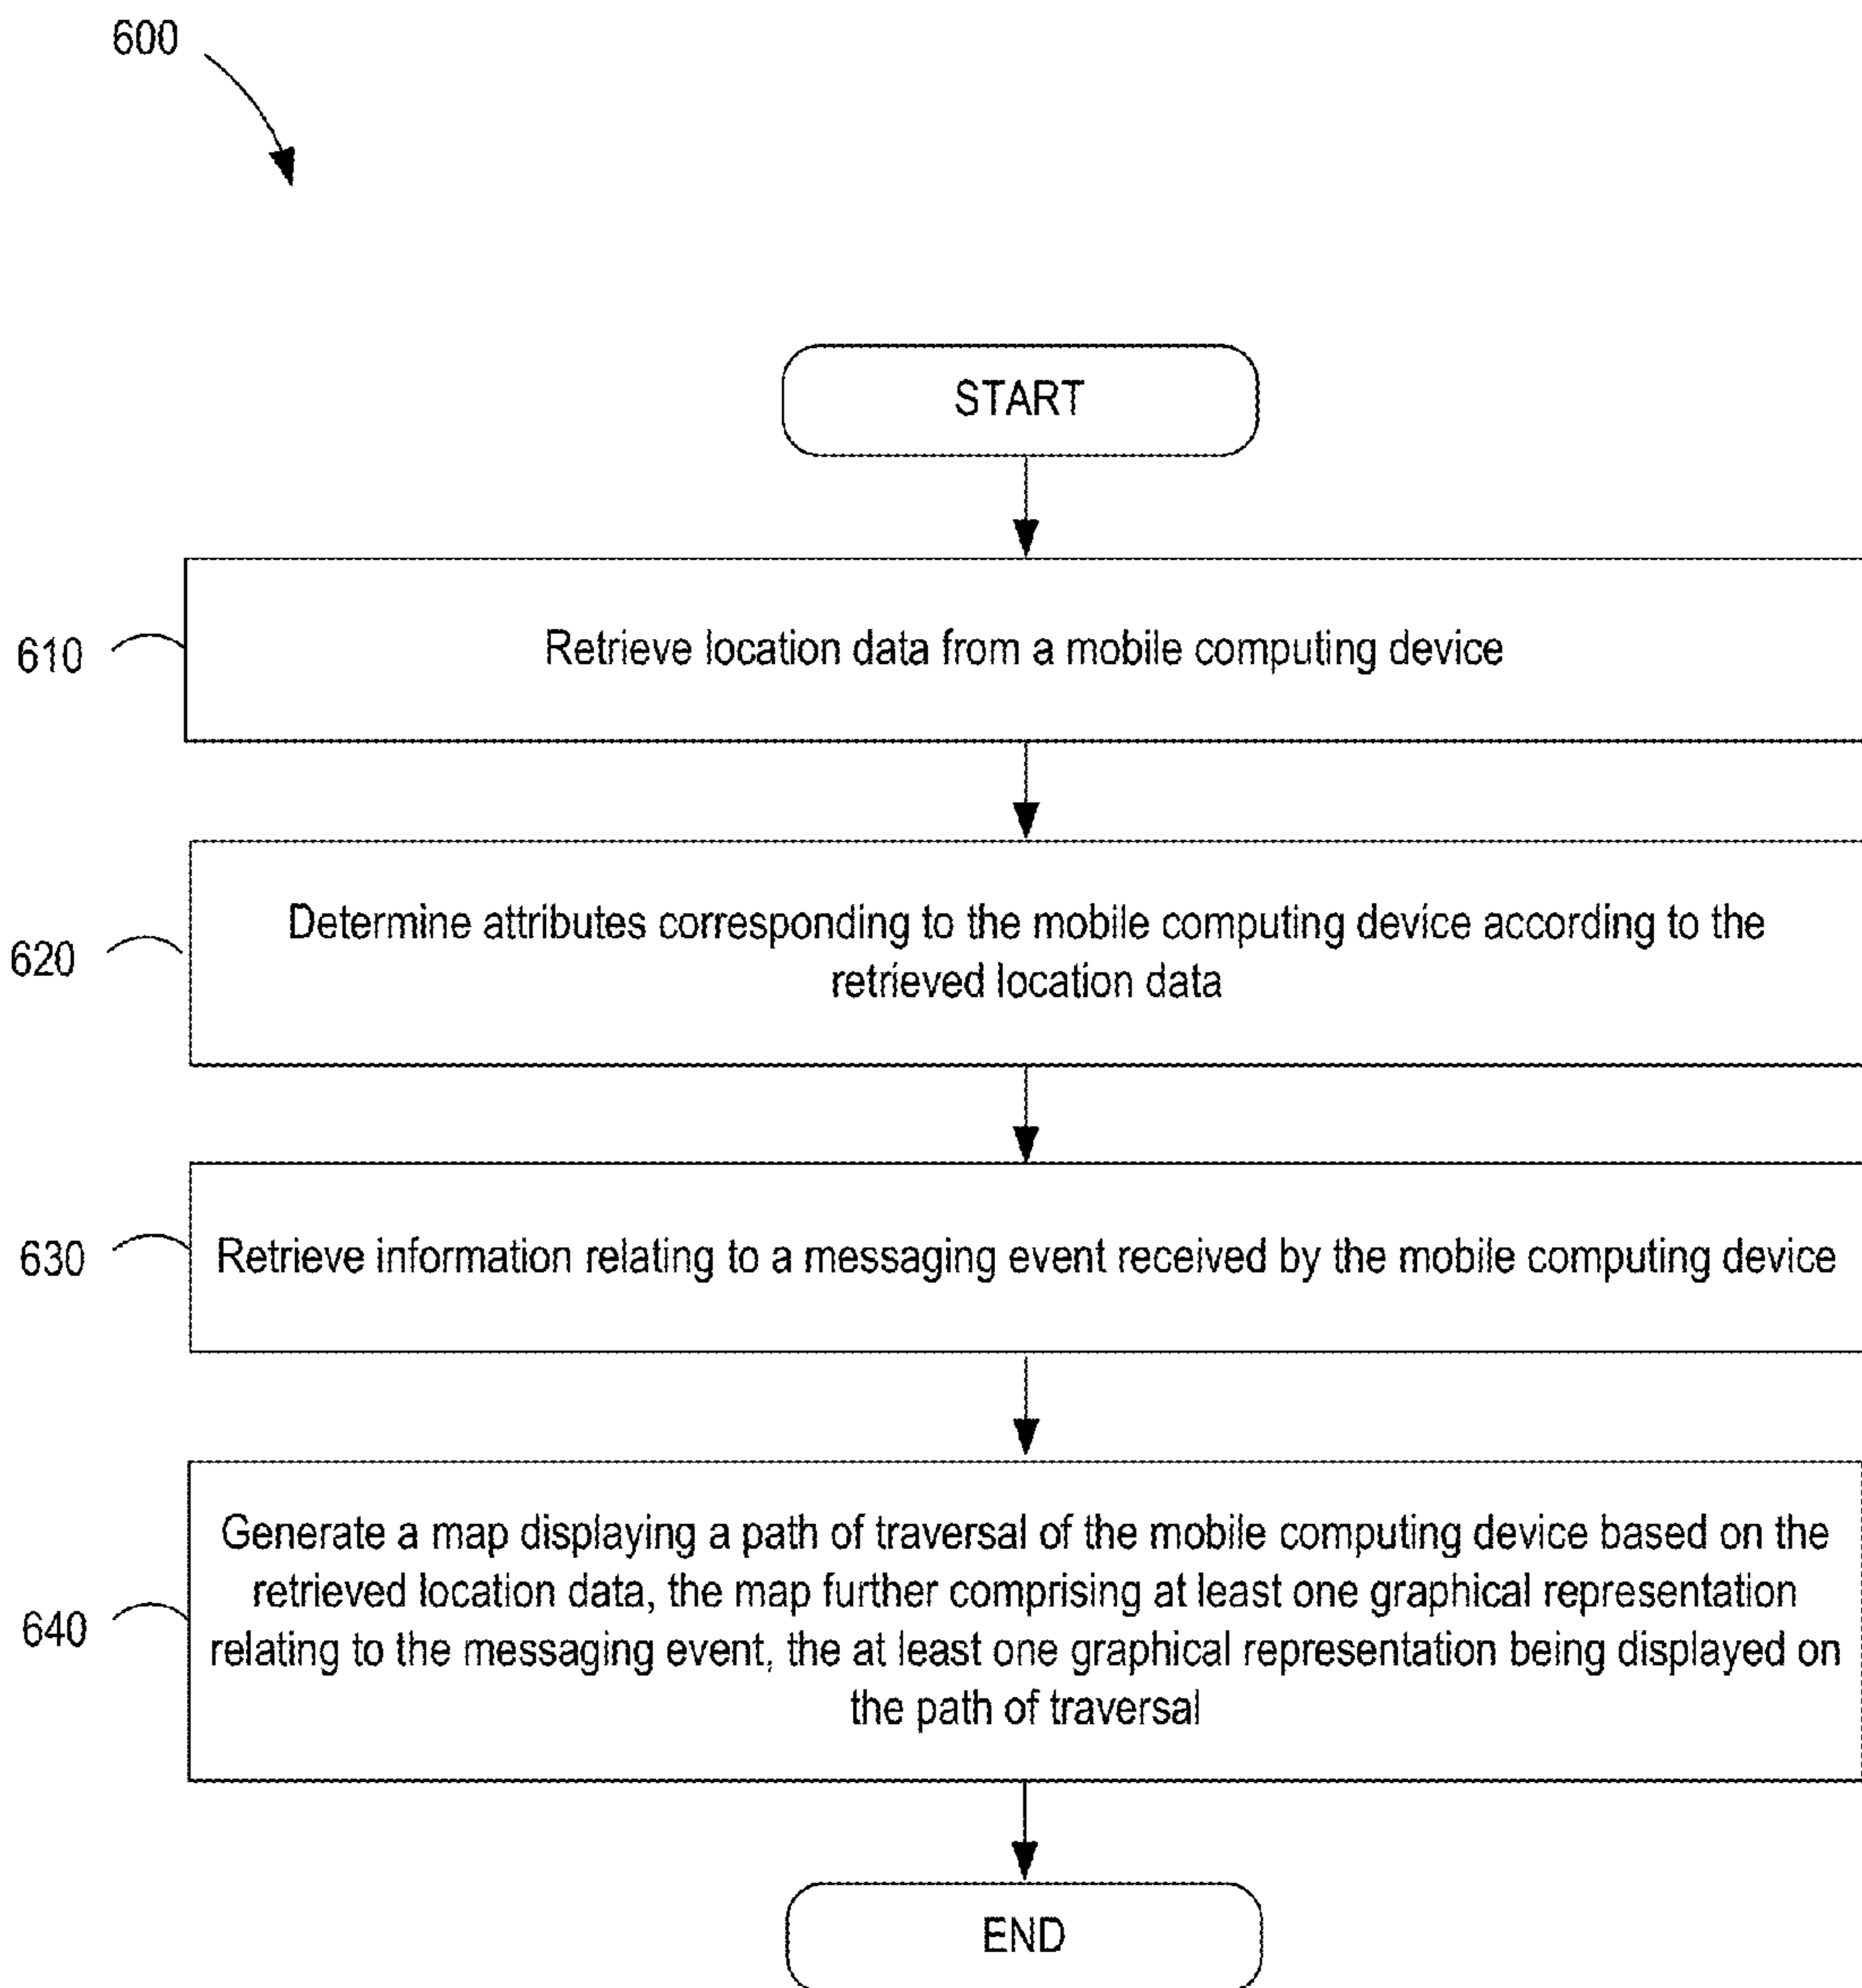 600
START
610
Retrieve location data from a mobile computing device
620
Determine attributes corresponding to the mobile computing device according to the
retrieved location data
630
Retrieve information relating to a messaging event received by the mobile computing device
640
Generate a map displaying a path of traversal of the mobile computing device based on the
retrieved location data, the map further comprising at least one graphical representation
relating to the messaging event, the at least one graphical representation being displayed on
the path of traversal
END